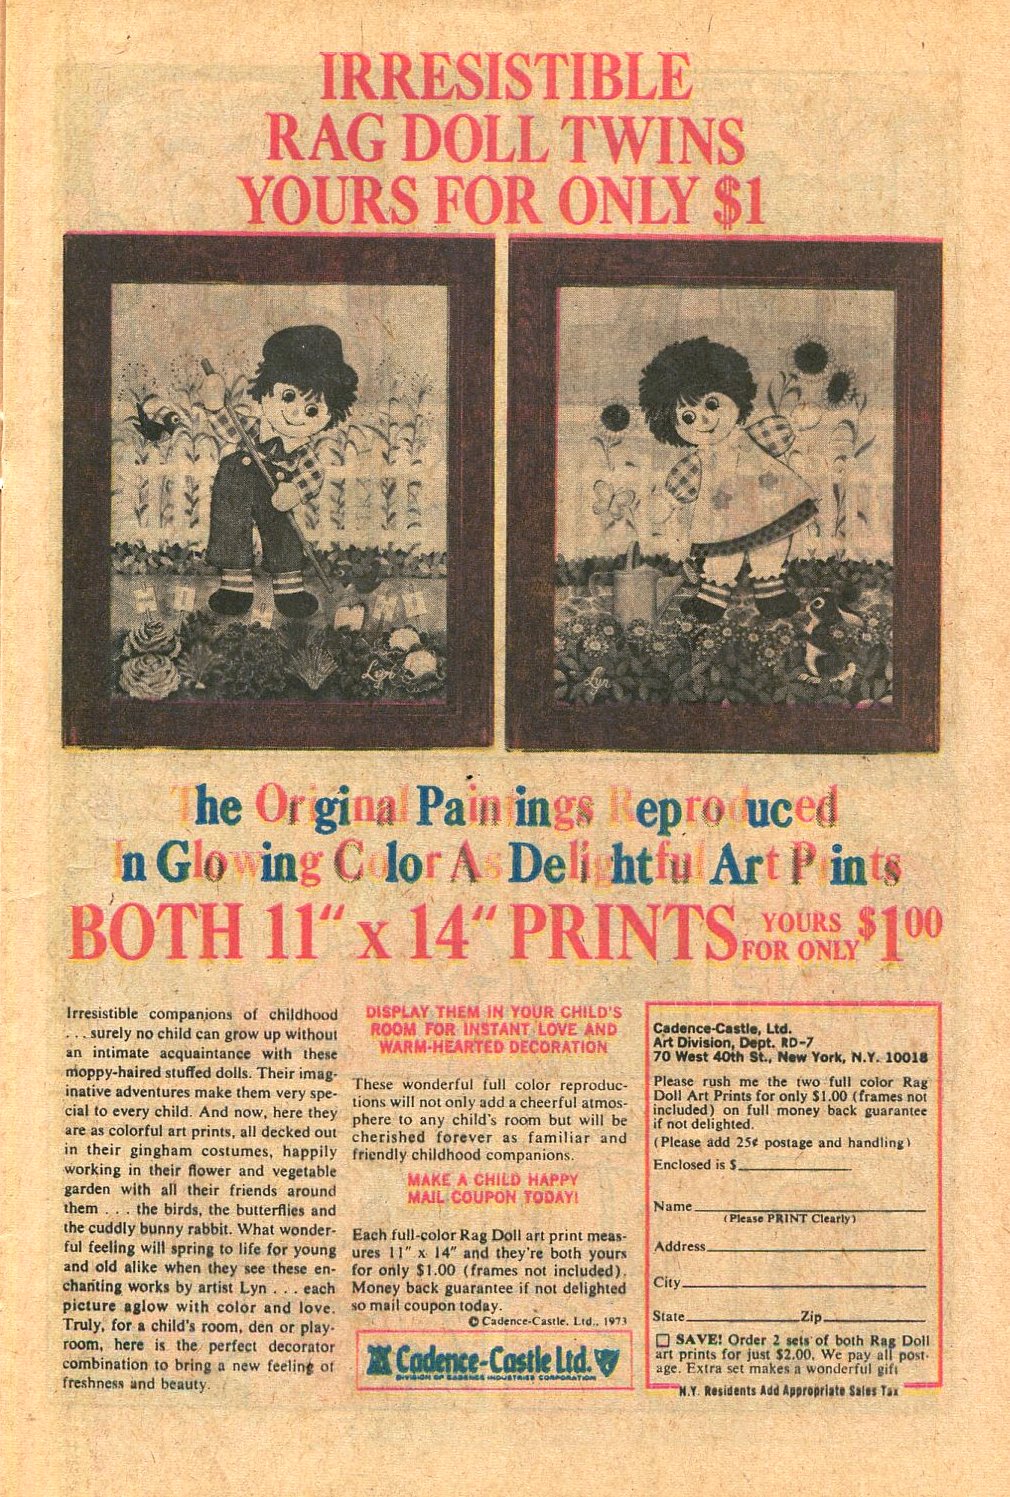 IRRESISTIBLE
RAG DOLL TWINS
YOURS FOR ONLY $1
Lyn
Lyn
The Original Paintings Reproduced
In Glowing Color As Delightful Art Prints
BOTH 11“ x 14“ PRINTS YOURS FOR ONLY $1 00
Irresistible companions of childhood
. . . surely no child can grow up without
an intimate acquaintance with these
moppy-haired stuffed dolls. Their imag-
inative adventures make them very spe-
cial to every child. And now, here they
are as colorful art prints, all decked out
in their gingham costumes, happily
working in their flower and vegetable
garden with all their friends around
them . . . the birds, the butterflies and
the cuddly bunny rabbit. What wonder-
ful feeling will spring to life for young
and old alike when they see these en-
chanting works by artist Lyn . . . each
picture aglow with color and love.
Truly, for a child's room, den or play-
room, here is the perfect decorator
combination to bring a new feeling of
freshness and beauty.
DISPLAY THEM IN YOUR CHILD'S
ROOM FOR INSTANT LOVE AND
WARM-HEARTED DECORATION
These wonderful full color reproduc-
tions will not only add a cheerful atmos-
phere to any child's room but will be
cherished forever as familiar and
friendly childhood companions.
MAKE A CHILD HAPPY
MAIL COUPON TODAY!
Each full-color Rag Doll art print meas-
ures 11" x 14" and they're both yours
for only $1.00 (frames not included).
Money back guarantee if not delighted
so mail coupon today.
© Cadence-Castle, Ltd., 1973
Cadence-Castle Ltd.
DIVISION OF CADENCE INDUSTRIES CORPORATION
Cadence-Castle, Ltd.
Art Division, Dept. RD-7
70 West 40th St., New York, N.Y. 10018
Please rush me the two full color Rag
Doll Art Prints for only $1.00 (frames not
included) on full money back guarantee
if not delighted.
(Please add 25¢ postage and handling)
Enclosed is $
Name
(Please PRINT Clearly)
Address
City
State Zip
☐ SAVE! Order 2 sets of both Rag Doll
art prints for just $2.00. We pay all post-
age. Extra set makes a wonderful gift
N.Y. Residents Add Appropriate Sales Tax